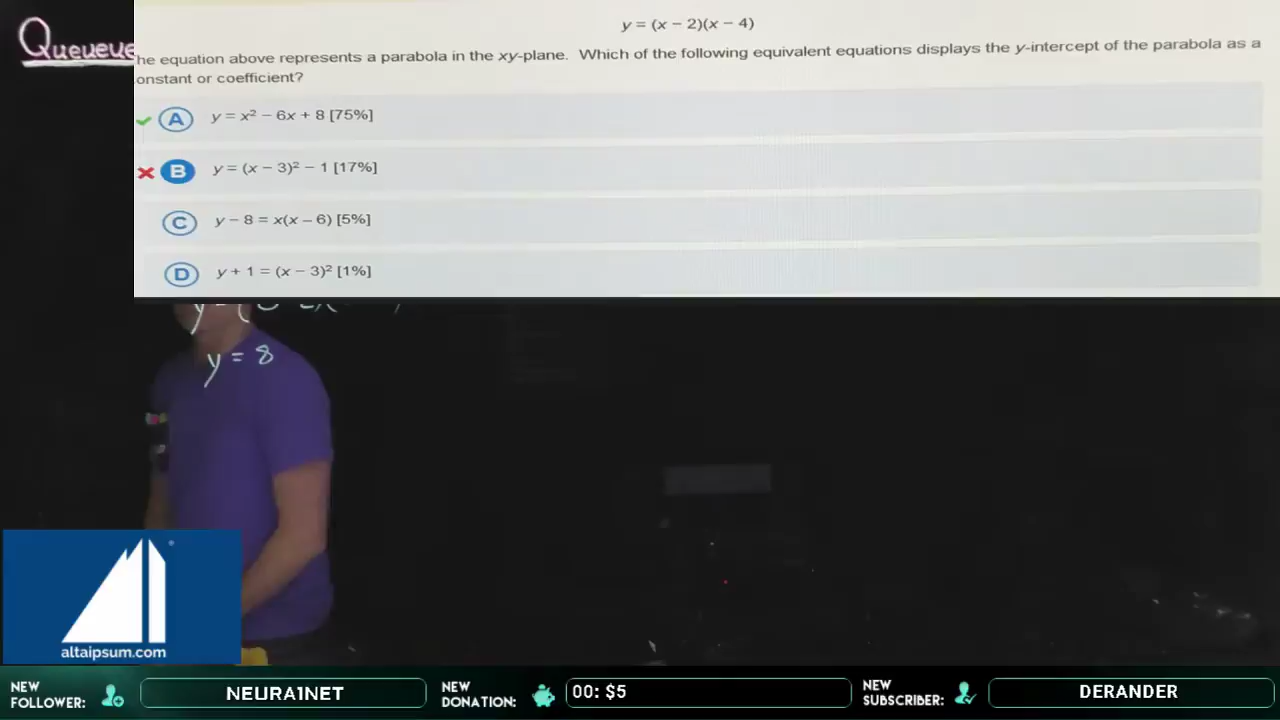 Queueue
y = (x − 2)(x − 4)
he equation above represents a parabola in the xy-plane. Which of the following equivalent equations displays the y-intercept of the parabola as a
onstant or coefficient?
A y = x² − 6x + 8 [75%]
B y = (x − 3)² − 1 [17%]
C y − 8 = x(x − 6) [5%]
D y + 1 = (x − 3)² [1%]
y = 8
altaipsum.com
NEW FOLLOWER: NEURA1NET
NEW DONATION: 00: $5
NEW SUBSCRIBER: DERANDER